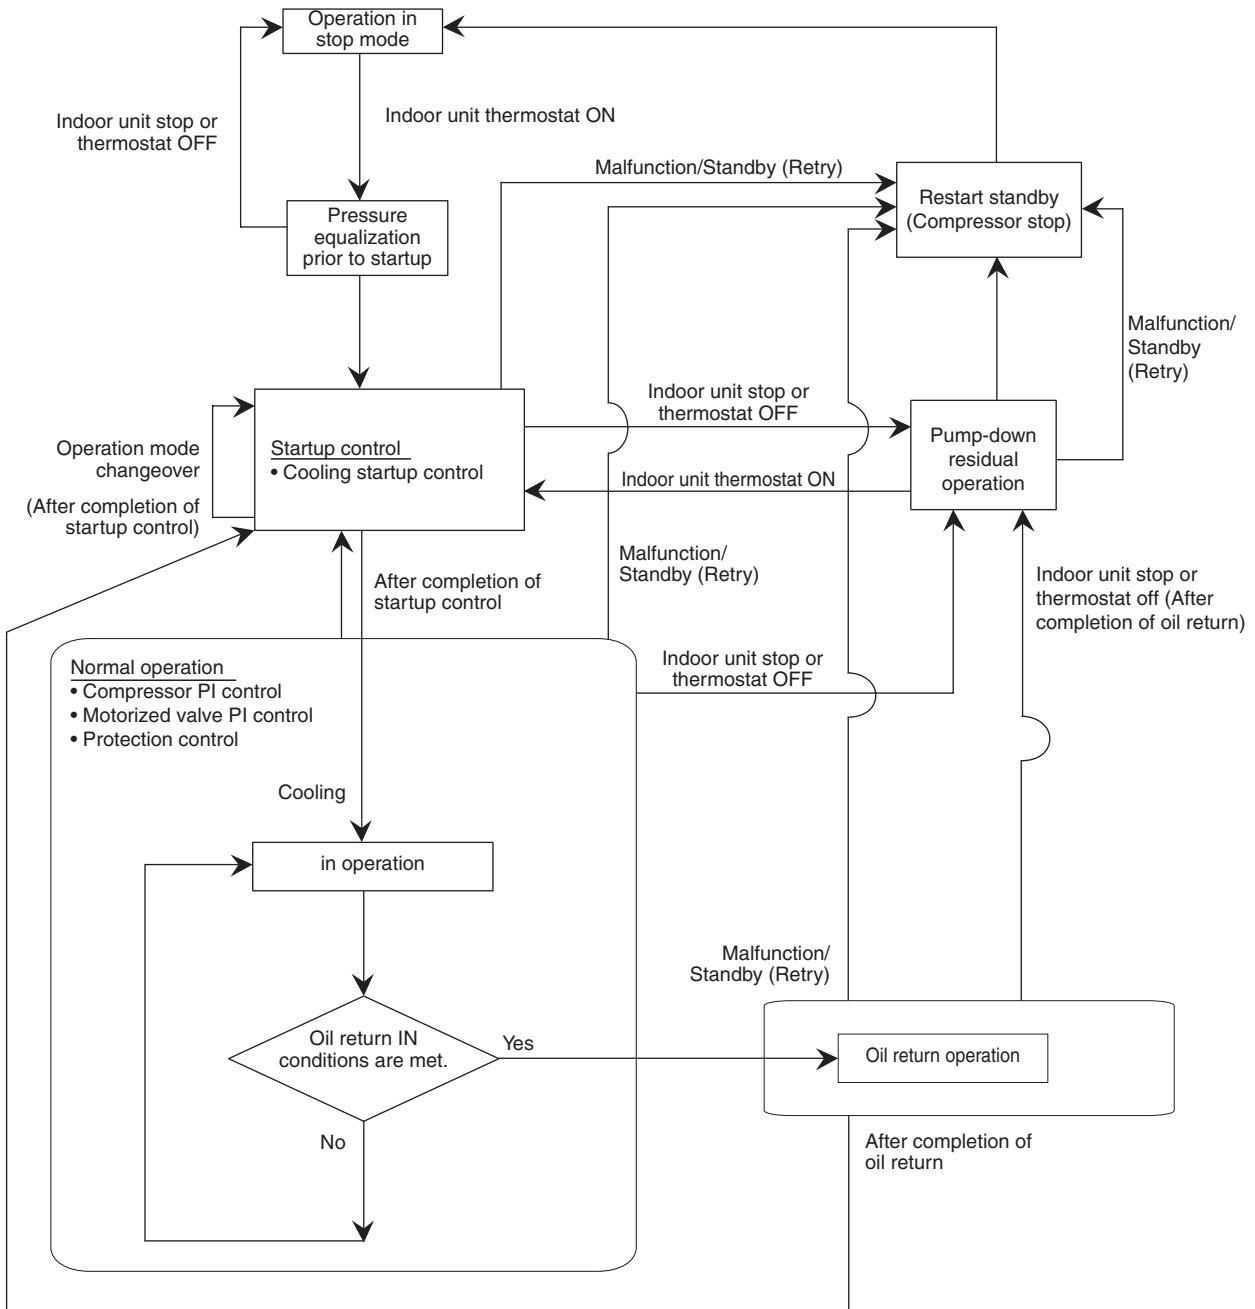 Operation in
stop mode
Indoor unit stop or
thermostat OFF
Indoor unit thermostat ON
Malfunction/Standby (Retry)
Restart standby
(Compressor stop)
Pressure
equalization
prior to startup
Malfunction/
Standby
(Retry)
Indoor unit stop or
thermostat OFF
Operation mode
changeover
(After completion of
startup control)
Startup control
• Cooling startup control
Pump-down
residual
operation
Indoor unit thermostat ON
After completion of
startup control
Malfunction/
Standby (Retry)
Indoor unit stop or
thermostat off (After
completion of oil return)
Normal operation
• Compressor PI control
• Motorized valve PI control
• Protection control
Indoor unit stop or
thermostat OFF
Cooling
in operation
Malfunction/
Standby (Retry)
Oil return IN
conditions are met.
Yes
Oil return operation
No
After completion of
oil return